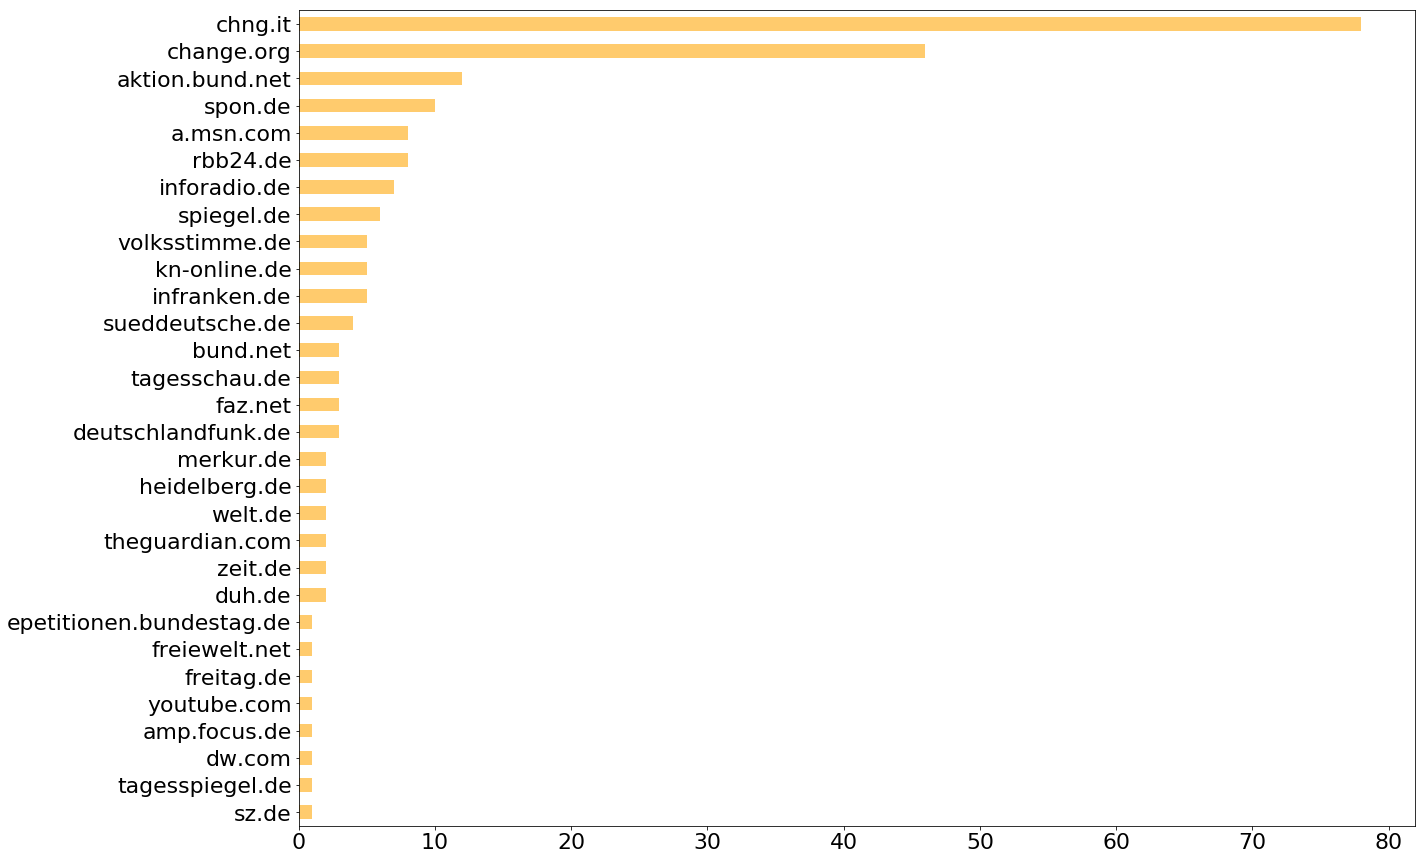 chng.it
change.org
aktion.bund.net
spon.de
a.msn.com
rbb24.de
inforadio.de
spiegel.de
volksstimme.de
kn-online.de
infranken.de
sueddeutsche.de
bund.net
tagesschau.de
faz.net
deutschlandfunk.de
merkur.de
heidelberg.de
welt.de
theguardian.com
zeit.de
duh.de
epetitionen.bundestag.de
freiewelt.net
freitag.de
youtube.com
amp.focus.de
dw.com
tagesspiegel.de
sz.de
0 10 20 30 40 50 60 70 80